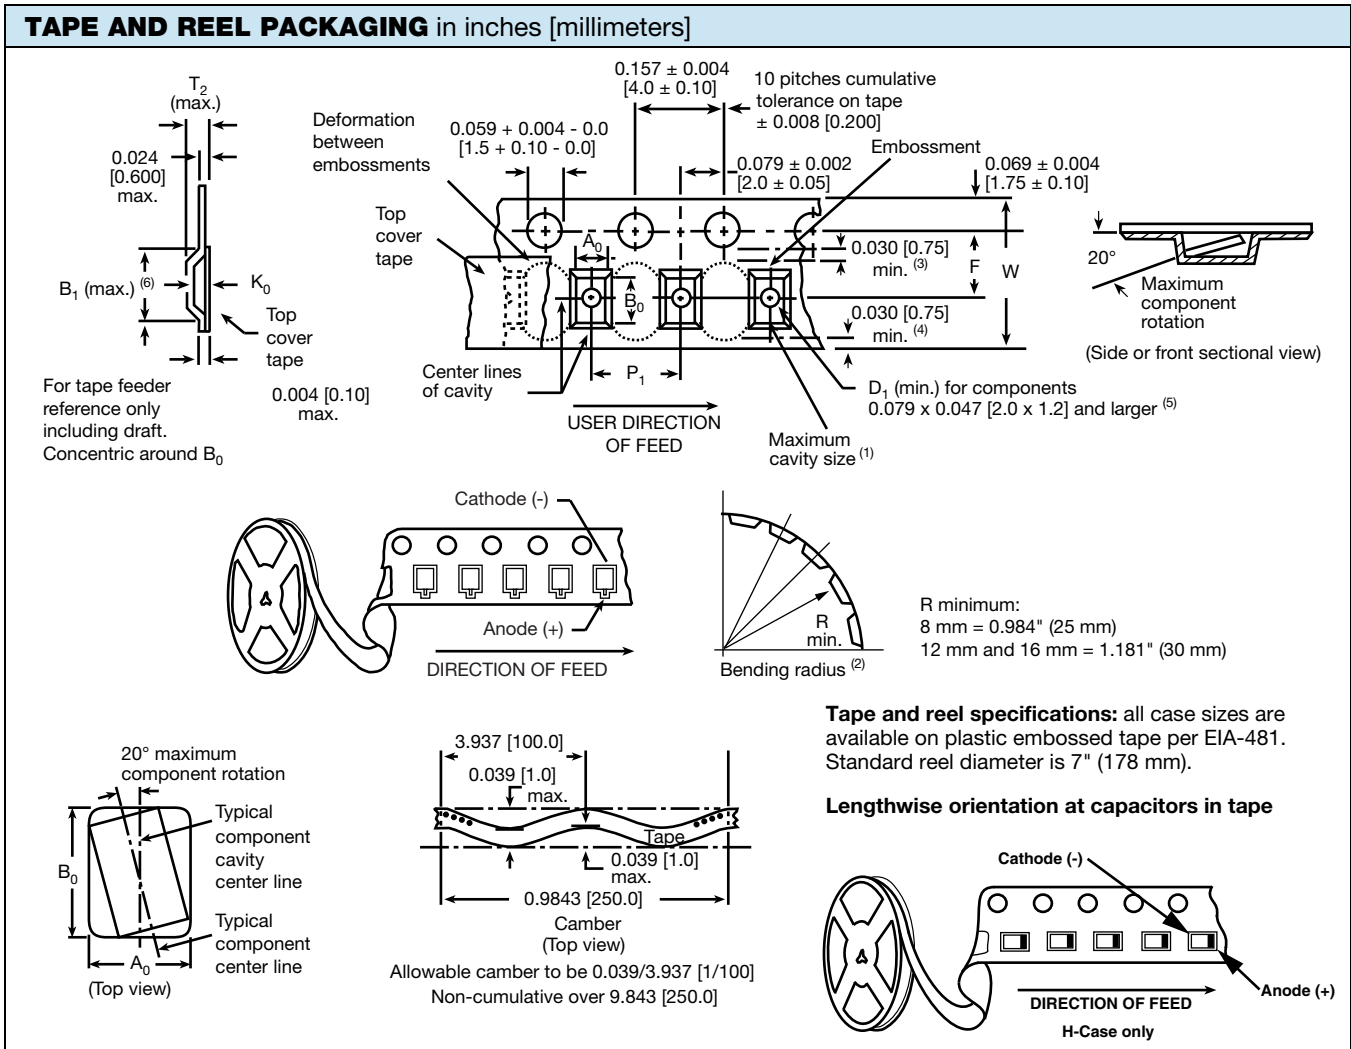 TAPE AND REEL PACKAGING in inches [millimeters]
T2
(max.)
0.024
[0.600]
max.
B1 (max.) (6)
K0
Top
cover
tape
For tape feeder
reference only
including draft.
Concentric around B0
0.004 [0.10]
max.
Deformation
between
embossments
0.059 + 0.004 - 0.0
[1.5 + 0.10 - 0.0]
0.157 ± 0.004
[4.0 ± 0.10]
10 pitches cumulative
tolerance on tape
± 0.008 [0.200]
0.079 ± 0.002
[2.0 ± 0.05]
Embossment
0.069 ± 0.004
[1.75 ± 0.10]
Top
cover
tape
A0
B0
0.030 [0.75]
min. (3)
F
W
0.030 [0.75]
min. (4)
Center lines
of cavity
P1
USER DIRECTION
OF FEED
D1 (min.) for components
0.079 x 0.047 [2.0 x 1.2] and larger (5)
Maximum
cavity size (1)
20°
Maximum
component
rotation
(Side or front sectional view)
Cathode (-)
Anode (+)
DIRECTION OF FEED
R
min.
Bending radius (2)
R minimum:
8 mm = 0.984" (25 mm)
12 mm and 16 mm = 1.181" (30 mm)
20° maximum
component rotation
Typical
component
cavity
center line
Typical
component
center line
B0
A0
(Top view)
3.937 [100.0]
0.039 [1.0]
max.
Tape
0.039 [1.0]
max.
0.9843 [250.0]
Camber
(Top view)
Allowable camber to be 0.039/3.937 [1/100]
Non-cumulative over 9.843 [250.0]
Tape and reel specifications: all case sizes are
available on plastic embossed tape per EIA-481.
Standard reel diameter is 7" (178 mm).
Lengthwise orientation at capacitors in tape
Cathode (-)
Anode (+)
DIRECTION OF FEED
H-Case only